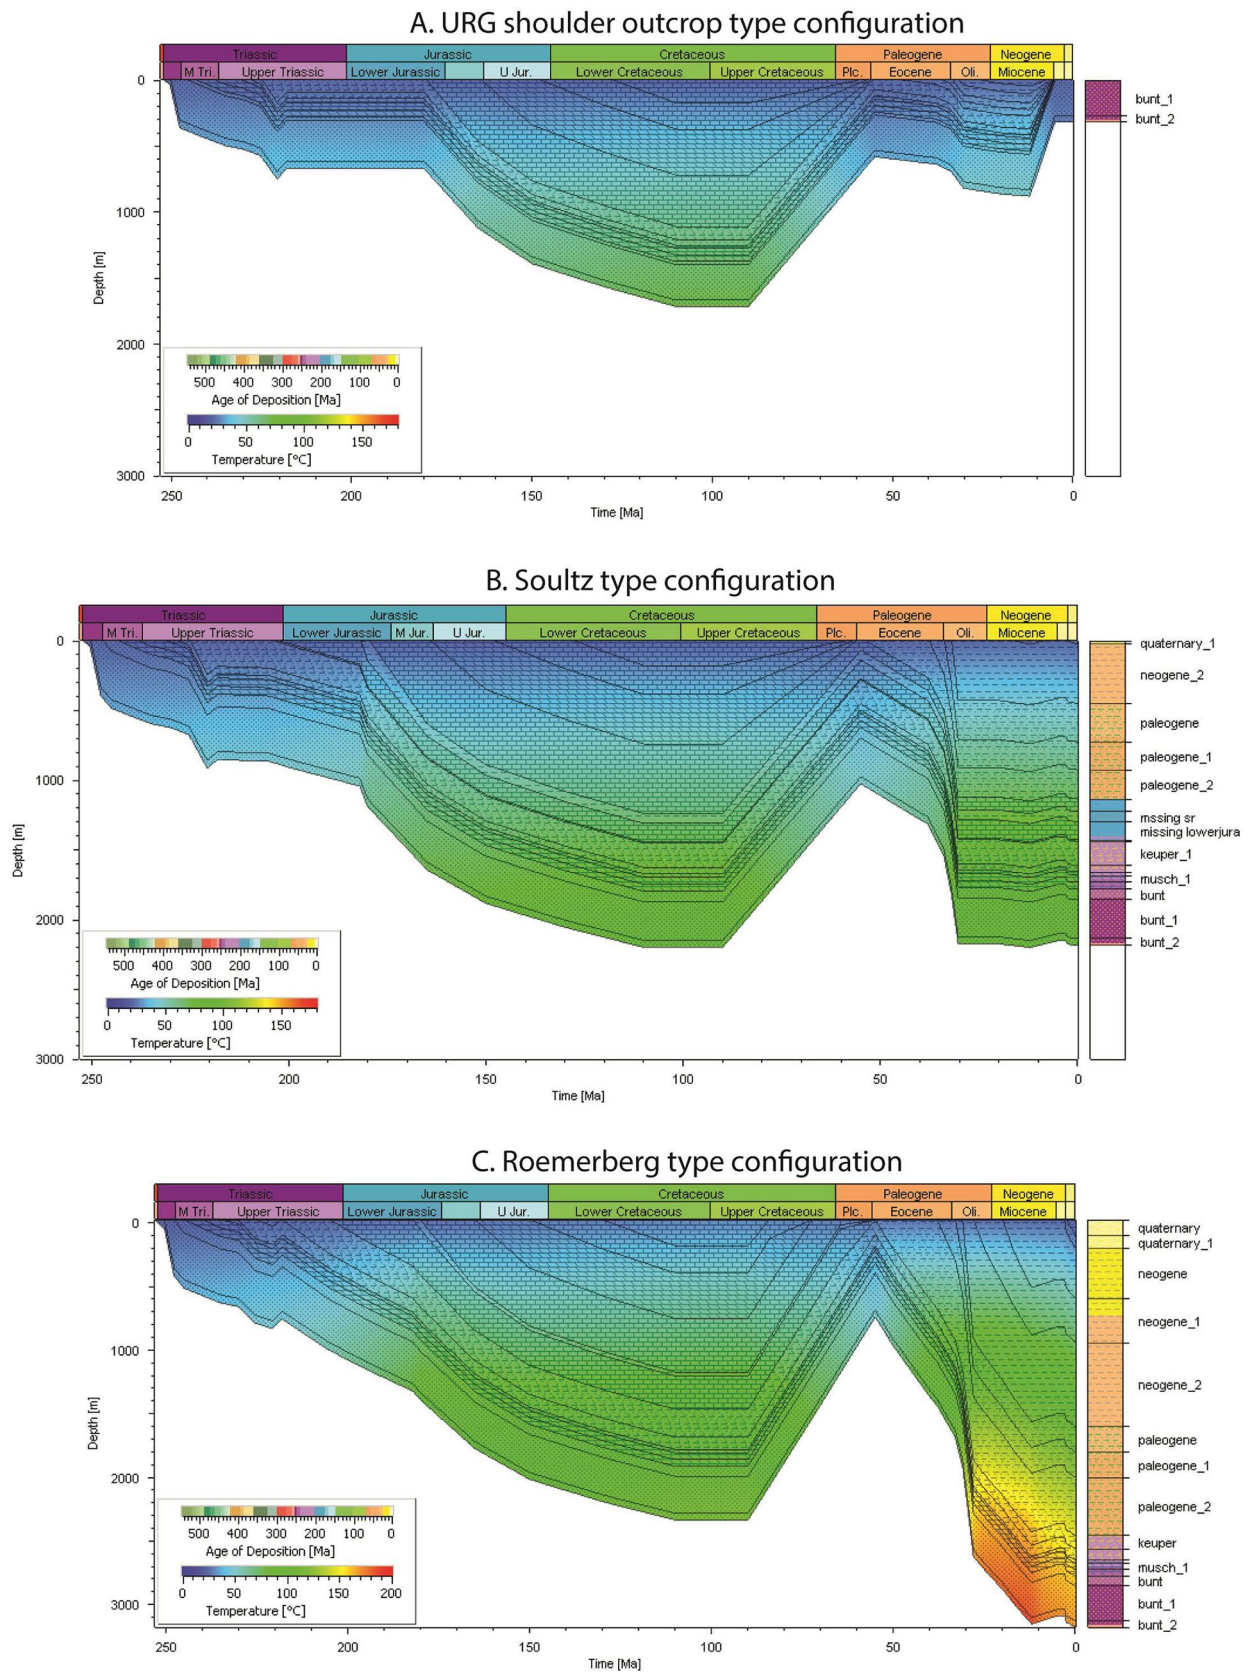 A. URG shoulder outcrop type configuration
Triassic Jurassic Cretaceous Paleogene Neogene
M Tri. Upper Triassic Lower Jurassic U Jur. Lower Cretaceous Upper Cretaceous Plc. Eocene Oli. Miocene
0
1000
2000
3000
Depth [m]
bunt_1
bunt_2
500 400 300 200 100 0
Age of Deposition [Ma]
0 50 100 150
Temperature [°C]
250 200 150 100 50 0
Time [Ma]
B. Soultz type configuration
Triassic Jurassic Cretaceous Paleogene Neogene
M Tri. Upper Triassic Lower Jurassic M Jur. U Jur. Lower Cretaceous Upper Cretaceous Plc. Eocene Oli. Miocene
0
1000
2000
3000
Depth [m]
quaternary_1
neogene_2
paleogene
paleogene_1
paleogene_2
mssing sr
missing lowerjura
keuper_1
musch_1
bunt
bunt_1
bunt_2
500 400 300 200 100 0
Age of Deposition [Ma]
0 50 100 150
Temperature [°C]
250 200 150 100 50 0
Time [Ma]
C. Roemerberg type configuration
Triassic Jurassic Cretaceous Paleogene Neogene
M Tri. Upper Triassic Lower Jurassic U Jur. Lower Cretaceous Upper Cretaceous Plc. Eocene Oli. Miocene
0
1000
2000
3000
Depth [m]
quaternary
quaternary_1
neogene
neogene_1
neogene_2
paleogene
paleogene_1
paleogene_2
keuper
musch_1
bunt
bunt_1
bunt_2
500 400 300 200 100 0
Age of Deposition [Ma]
0 50 100 150 200
Temperature [°C]
250 200 150 100 50 0
Time [Ma]